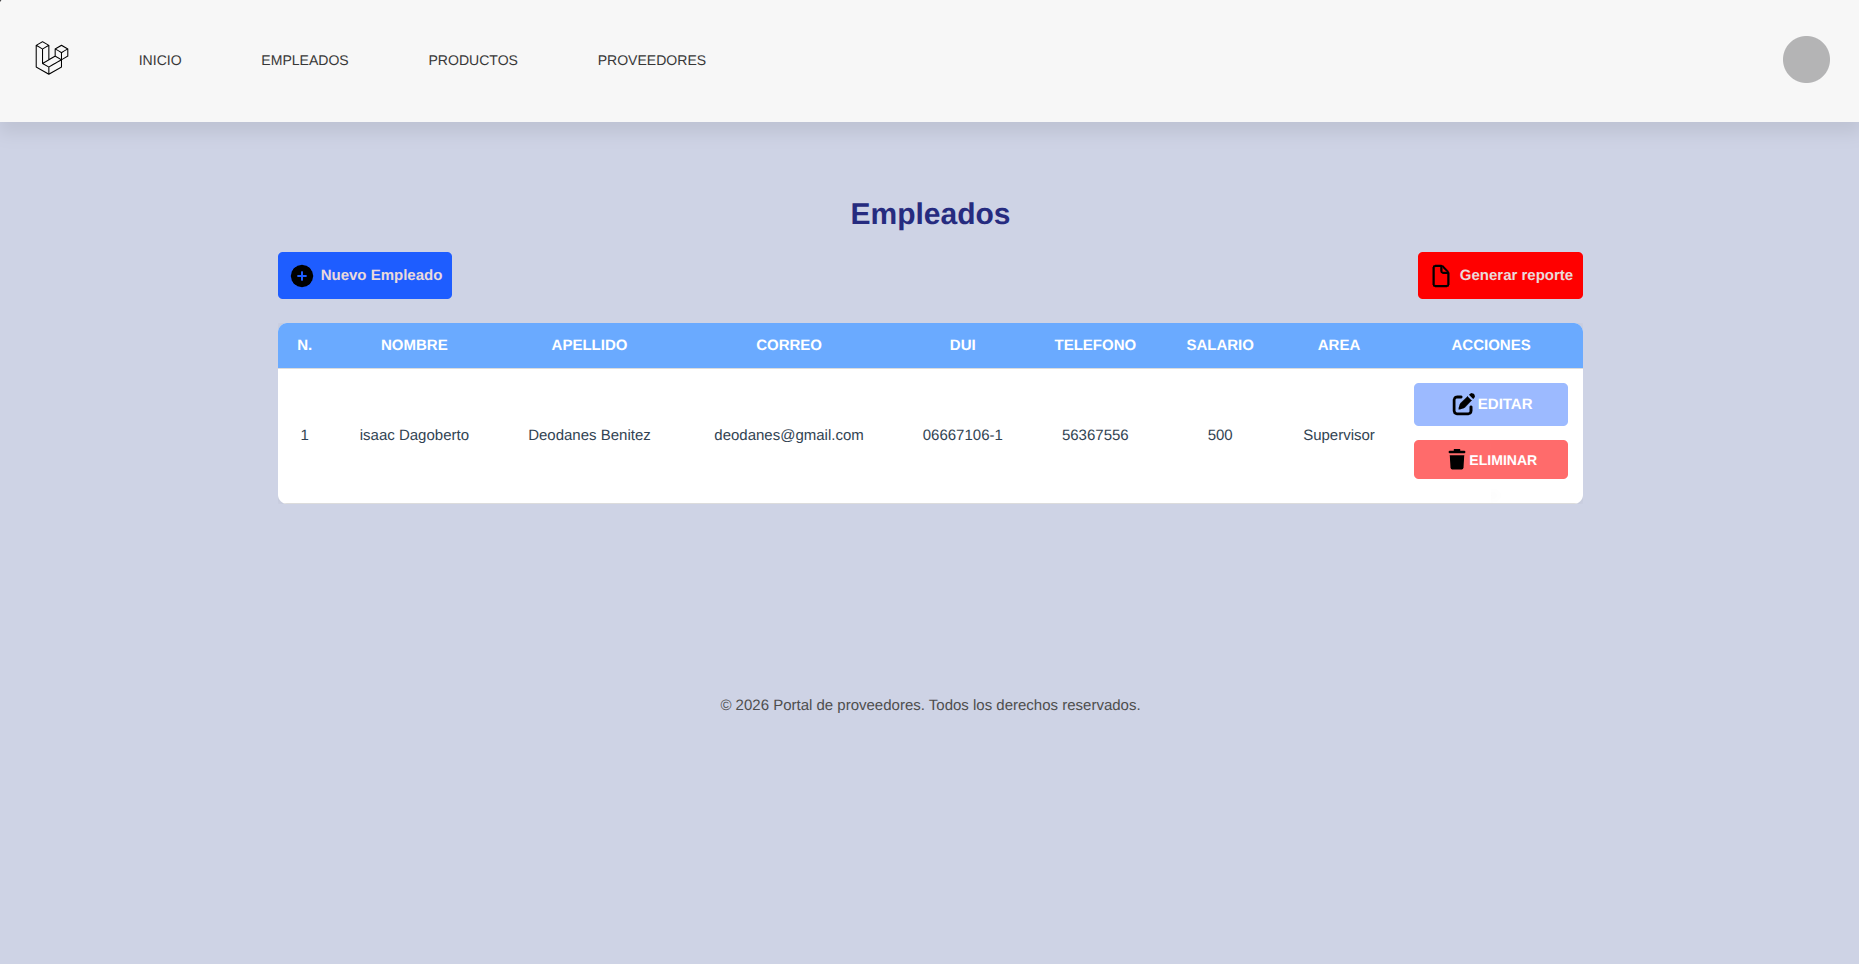 INICIO EMPLEADOS PRODUCTOS PROVEEDORES
Empleados
Nuevo Empleado Generar reporte
N. NOMBRE APELLIDO CORREO DUI TELEFONO SALARIO AREA ACCIONES
1 isaac Dagoberto Deodanes Benitez deodanes@gmail.com 06667106-1 56367556 500 Supervisor
EDITAR
ELIMINAR
© 2026 Portal de proveedores. Todos los derechos reservados.